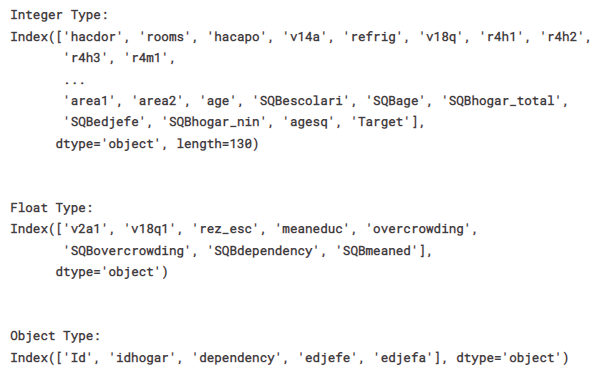 Integer Type:
Index(['hacdor', 'rooms', 'hacapo', 'v14a', 'refrig', 'v18q', 'r4h1', 'r4h2',
'r4h3', 'r4m1',
...
'area1', 'area2', 'age', 'SQBescolari', 'SQBage', 'SQBhogar_total',
'SQBedjefe', 'SQBhogar_nin', 'agesq', 'Target'],
dtype='object', length=130)
Float Type:
Index(['v2a1', 'v18q1', 'rez_esc', 'meaneduc', 'overcrowding',
'SQBovercrowding', 'SQBdependency', 'SQBmeaned'],
dtype='object')
Object Type:
Index(['Id', 'idhogar', 'dependency', 'edjefe', 'edjefa'], dtype='object')